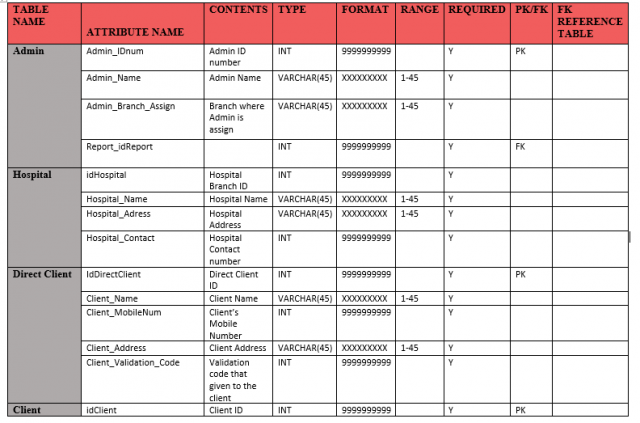 TABLE NAME ATTRIBUTE NAME CONTENTS TYPE FORMAT RANGE REQUIRED PK/FK FK REFERENCE TABLE
Admin Admin_IDnum Admin ID number INT 9999999999 Y PK
Admin_Name Admin Name VARCHAR(45) XXXXXXXXX 1-45 Y
Admin_Branch_Assign Branch where Admin is assign VARCHAR(45) XXXXXXXXX 1-45 Y
Report_idReport INT 9999999999 Y FK
Hospital idHospital Hospital Branch ID INT 9999999999 Y
Hospital_Name Hospital Name VARCHAR(45) XXXXXXXXX 1-45 Y
Hospital_Adress Hospital Address VARCHAR(45) XXXXXXXXX 1-45 Y
Hospital_Contact Hospital Contact number INT 9999999999 Y
Direct Client IdDirectClient Direct Client ID INT 9999999999 Y PK
Client_Name Client Name VARCHAR(45) XXXXXXXXX 1-45 Y
Client_MobileNum Client's Mobile Number INT 9999999999 Y
Client_Address Client Address VARCHAR(45) XXXXXXXXX 1-45 Y
Client_Validation_Code Validation code that given to the client INT 9999999999 Y
Client idClient Client ID INT 9999999999 Y PK